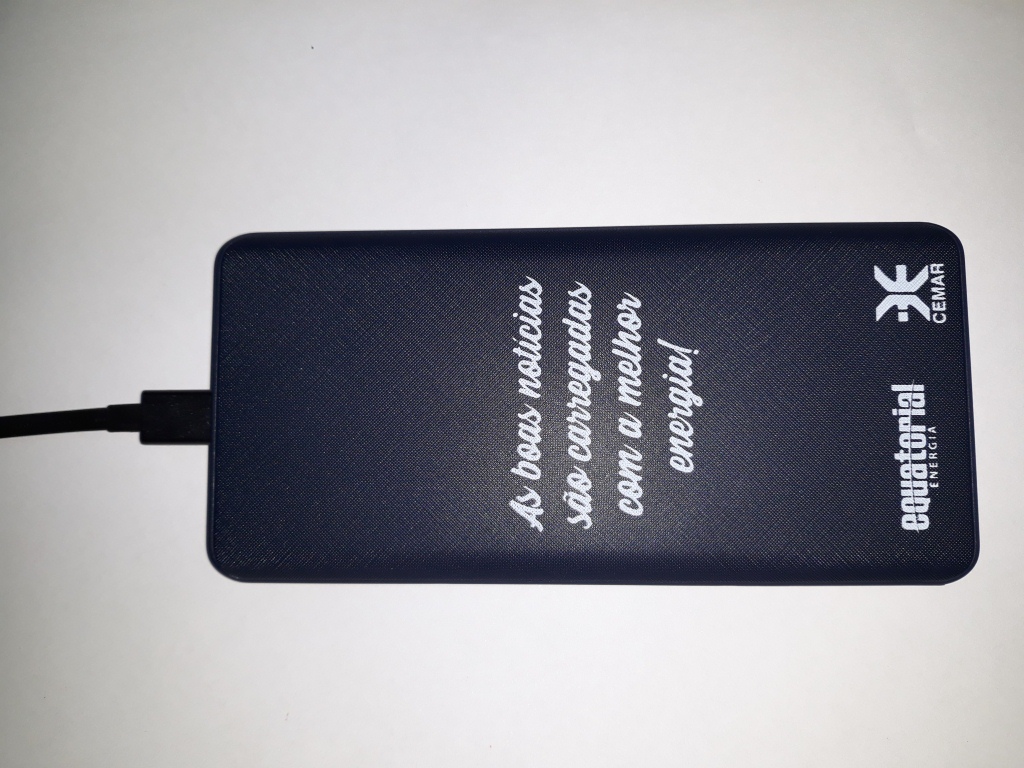 As boas notícias
são carregadas
com a melhor
energia!
equatorial
ENERGIA
CEMAR